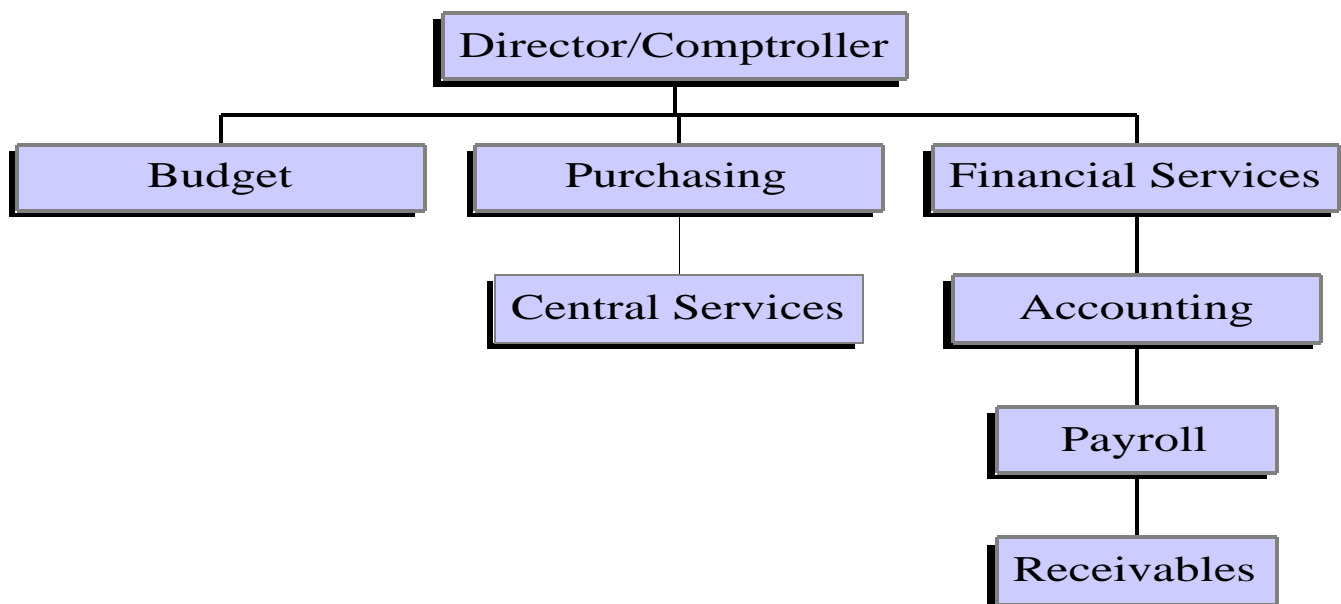 Director/Comptroller
Budget
Purchasing
Financial Services
Central Services
Accounting
Payroll
Receivables